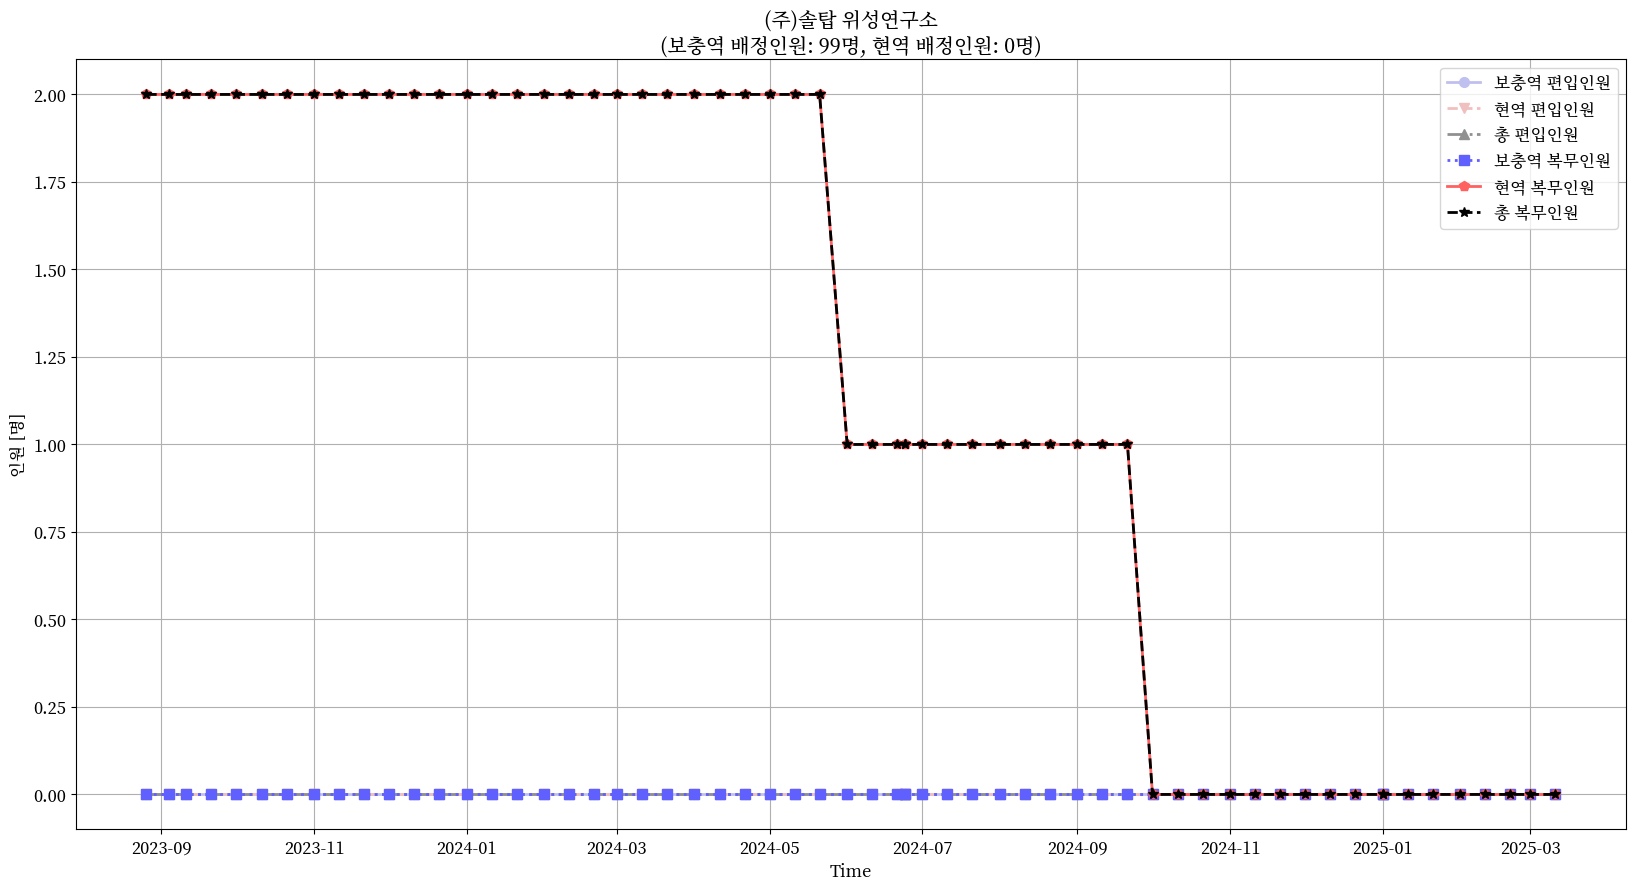 (주)솔탑 위성연구소
(보충역 배정인원: 99명, 현역 배정인원: 0명)
보충역 편입인원
현역 편입인원
총 편입인원
보충역 복무인원
현역 복무인원
총 복무인원
2.00
1.75
1.50
1.25
1.00
0.75
0.50
0.25
0.00
인원 [명]
2023-09
2023-11
2024-01
2024-03
2024-05
2024-07
2024-09
2024-11
2025-01
2025-03
Time